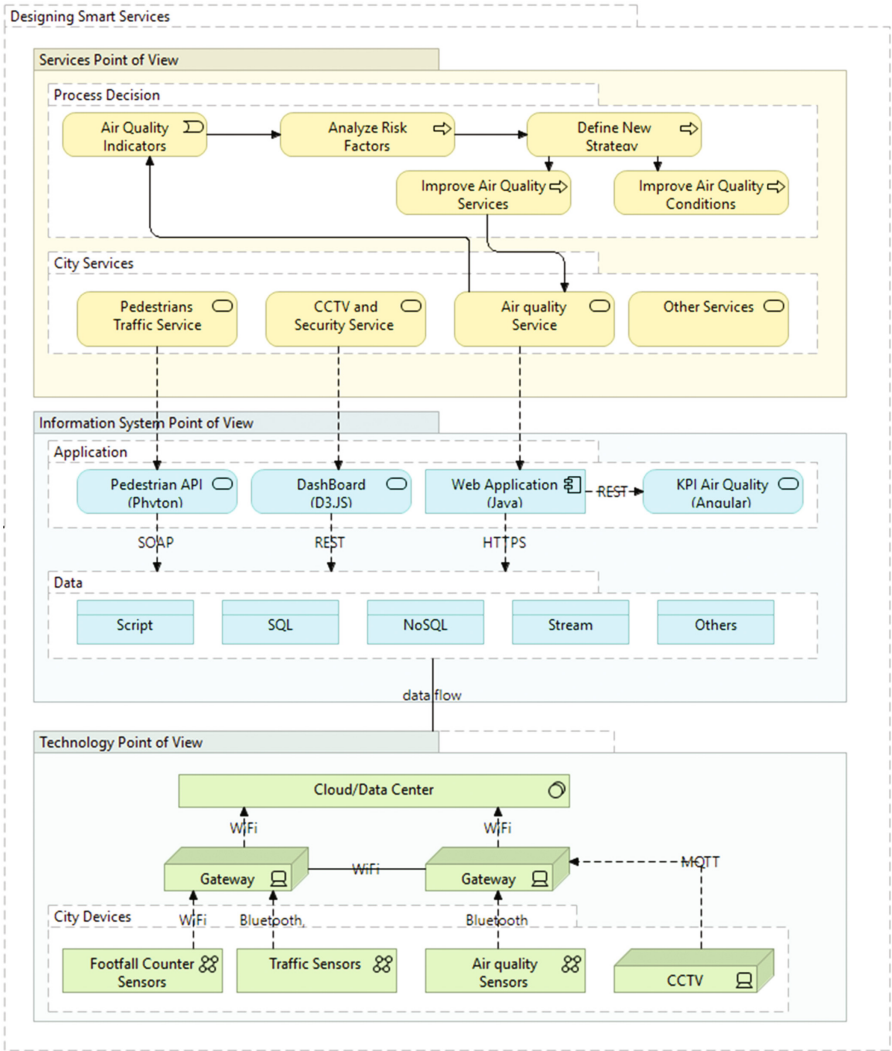 Designing Smart Services
Services Point of View
Process Decision
Air Quality
Indicators
Analyze Risk
Factors
Define New
Strategy
Improve Air Quality
Services
Improve Air Quality
Conditions
City Services
Pedestrians
Traffic Service
CCTV and
Security Service
Air quality
Service
Other Services
Information System Point of View
Application
Pedestrian API
(Phyton)
DashBoard
(D3.JS)
Web Application
(Java)
REST
KPI Air Quality
(Angular)
SOAP
REST
HTTPS
Data
Script
SQL
NoSQL
Stream
Others
data flow
Technology Point of View
Cloud/Data Center
WiFi
WiFi
Gateway
WiFi
Gateway
MQTT
City Devices
WiFi
Bluetooth,
Bluetooth
Footfall Counter
Sensors
Traffic Sensors
Air quality
Sensors
CCTV